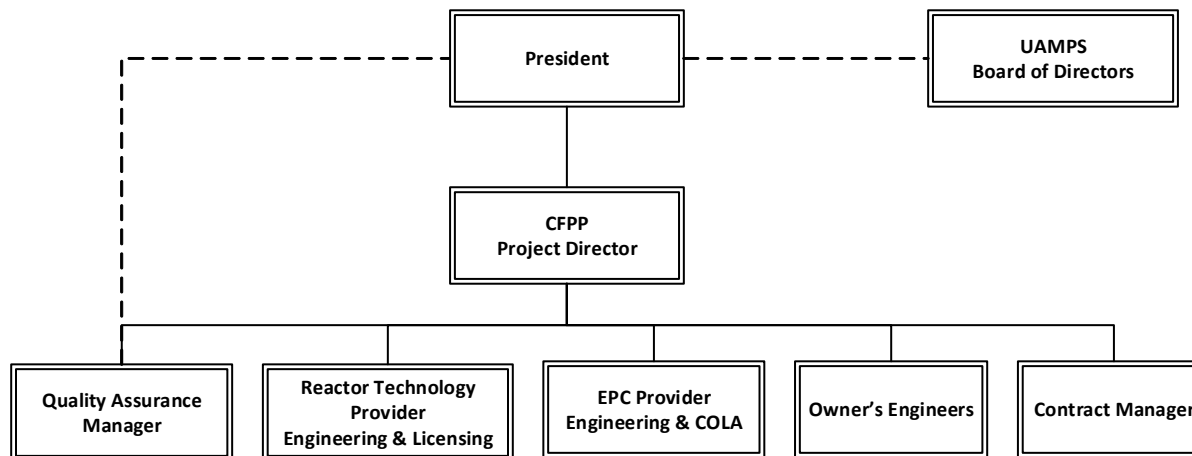 President
UAMPS
Board of Directors
CFPP
Project Director
Quality Assurance
Manager
Reactor Technology
Provider
Engineering & Licensing
EPC Provider
Engineering & COLA
Owner’s Engineers
Contract Manager